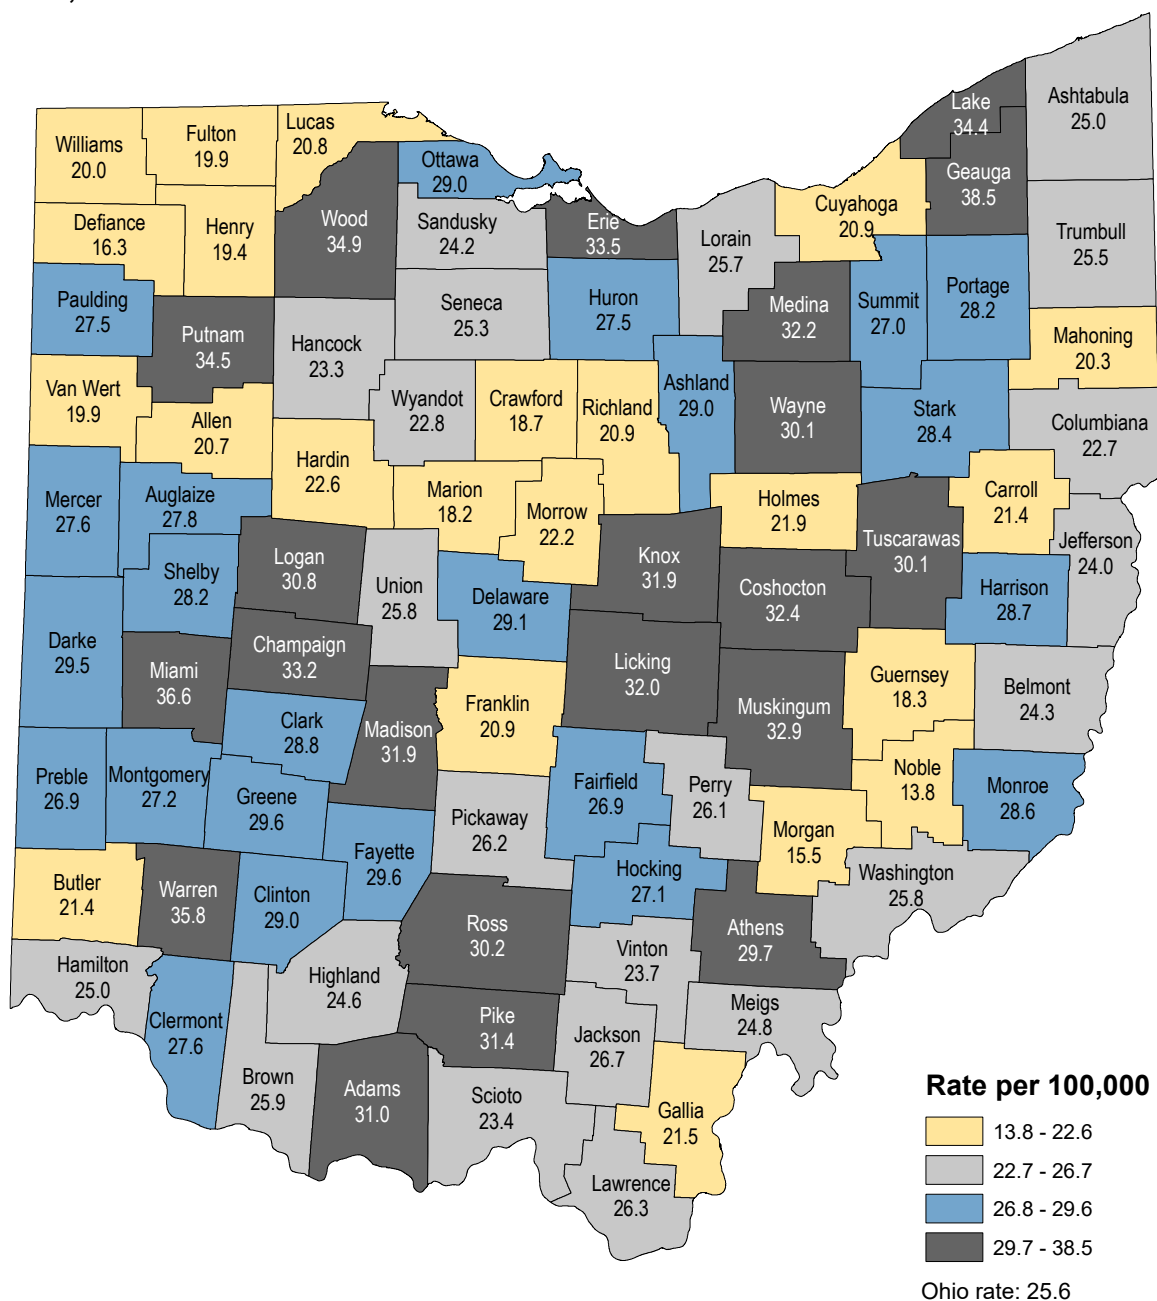 Lake
34.4
Ashtabula
25.0
Williams
20.0
Fulton
19.9
Lucas
20.8
Ottawa
29.0
Geauga
38.5
Cuyahoga
20.9
Defiance
16.3
Henry
19.4
Wood
34.9
Sandusky
24.2
Erie
33.5
Lorain
25.7
Trumbull
25.5
Paulding
27.5
Putnam
34.5
Hancock
23.3
Seneca
25.3
Huron
27.5
Medina
32.2
Summit
27.0
Portage
28.2
Mahoning
20.3
Van Wert
19.9
Allen
20.7
Wyandot
22.8
Crawford
18.7
Richland
20.9
Ashland
29.0
Wayne
30.1
Stark
28.4
Columbiana
22.7
Hardin
22.6
Mercer
27.6
Auglaize
27.8
Marion
18.2
Morrow
22.2
Holmes
21.9
Carroll
21.4
Tuscarawas
30.1
Jefferson
24.0
Logan
30.8
Shelby
28.2
Union
25.8
Delaware
29.1
Knox
31.9
Coshocton
32.4
Harrison
28.7
Darke
29.5
Miami
36.6
Champaign
33.2
Licking
32.0
Guernsey
18.3
Belmont
24.3
Clark
28.8
Madison
31.9
Franklin
20.9
Muskingum
32.9
Preble
26.9
Montgomery
27.2
Greene
29.6
Fairfield
26.9
Perry
26.1
Noble
13.8
Monroe
28.6
Pickaway
26.2
Fayette
29.6
Morgan
15.5
Hocking
27.1
Washington
25.8
Butler
21.4
Warren
35.8
Clinton
29.0
Ross
30.2
Athens
29.7
Vinton
23.7
Hamilton
25.0
Highland
24.6
Meigs
24.8
Clermont
27.6
Pike
31.4
Jackson
26.7
Brown
25.9
Adams
31.0
Scioto
23.4
Gallia
21.5
Lawrence
26.3
Rate per 100,000
13.8 - 22.6
22.7 - 26.7
26.8 - 29.6
29.7 - 38.5
Ohio rate: 25.6